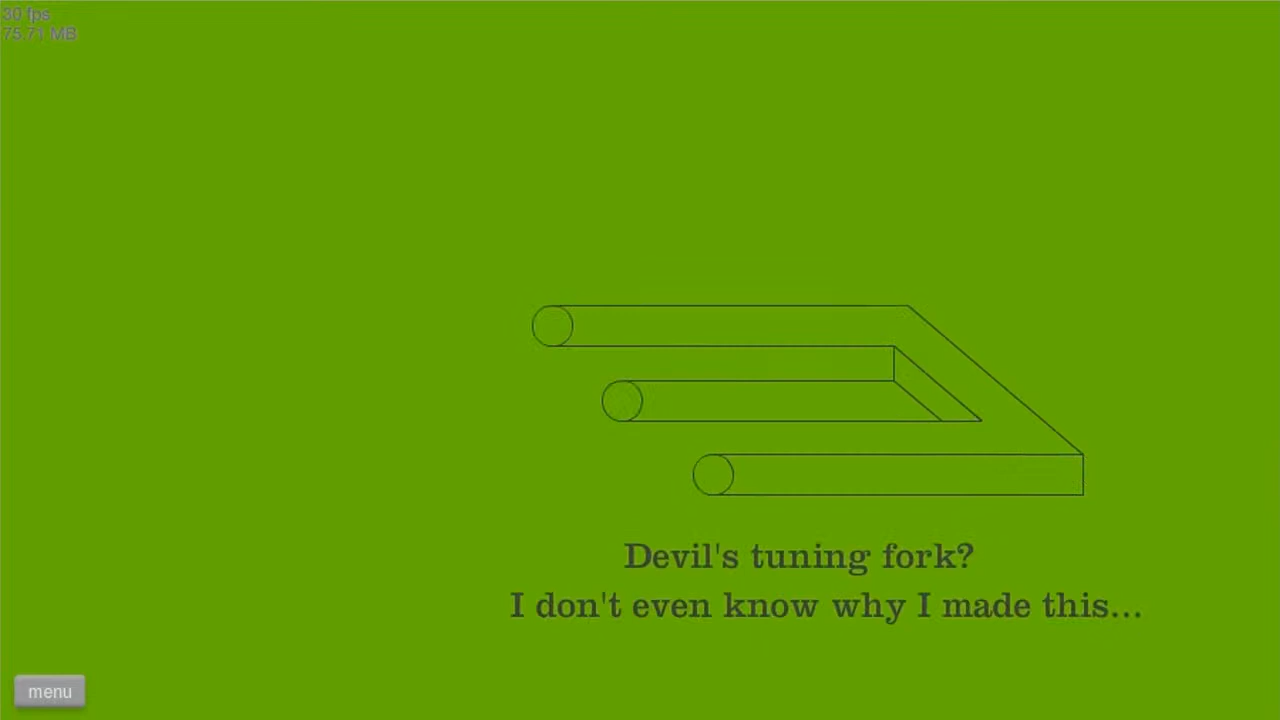 30 fps
75.71 MB
Devil's tuning fork?
I don't even know why I made this...
menu